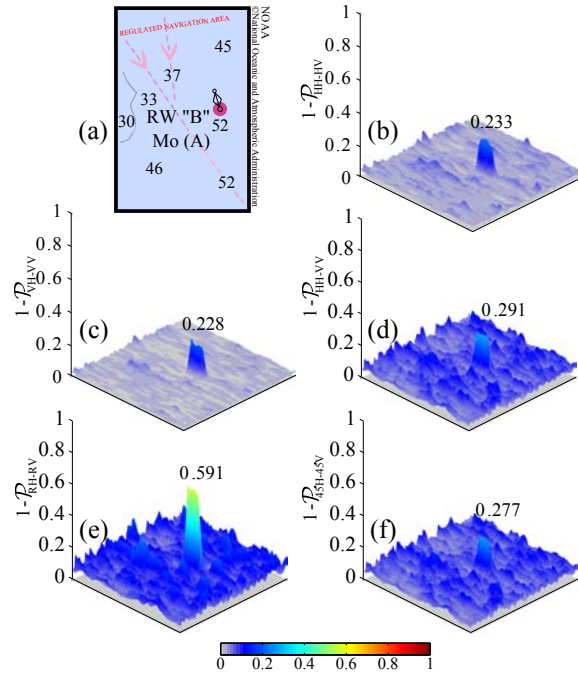 REGULATED NAVIGATION AREA
45
37
33
30
RW "B"
52
Mo (A)
46
52
(a)
NOAA
©National Oceanic and Atmospheric Administration
1-𝒫HH-HV
1
0.8
0.6
0.4
0.2
0
(b)
0.233
1-𝒫VH-VV
1
0.8
0.6
0.4
0.2
0
(c)
0.228
1-𝒫HH-VV
1
0.8
0.6
0.4
0.2
0
(d)
0.291
1-𝒫RH-RV
1
0.8
0.6
0.4
0.2
0
(e)
0.591
1-𝒫45H-45V
1
0.8
0.6
0.4
0.2
0
(f)
0.277
0 0.2 0.4 0.6 0.8 1